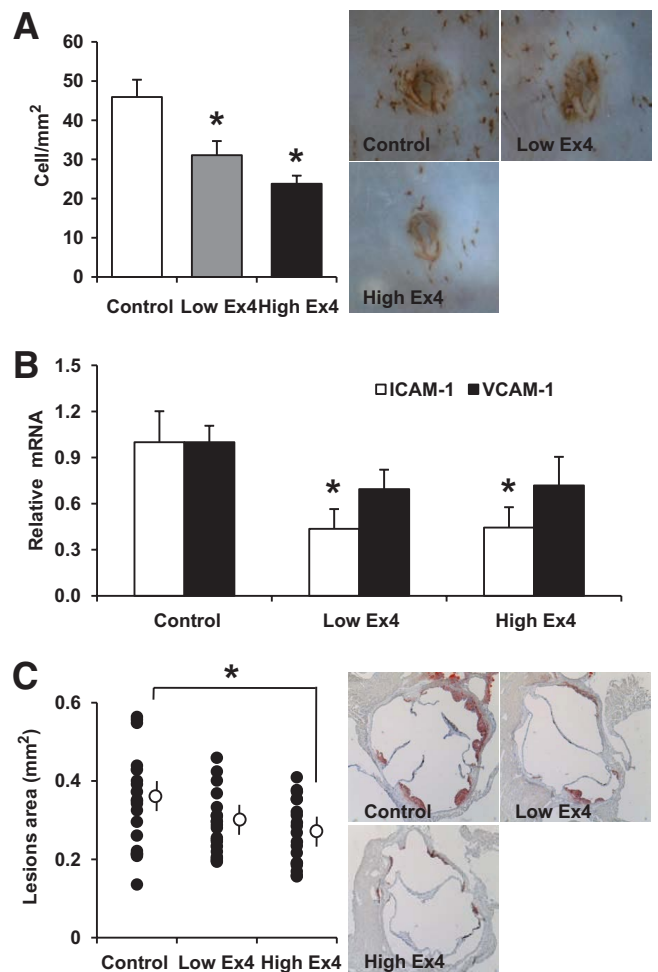 A
60
50
40
30
20
10
0
Cell/mm²
*
*
Control Low Ex4 High Ex4
Control
Low Ex4
High Ex4
B
1.5
1.2
0.9
0.6
0.3
0.0
Relative mRNA
ICAM-1 VCAM-1
*
*
Control Low Ex4 High Ex4
C
0.6
0.4
0.2
0
Lesions area (mm²)
*
Control Low Ex4 High Ex4
Control
Low Ex4
High Ex4